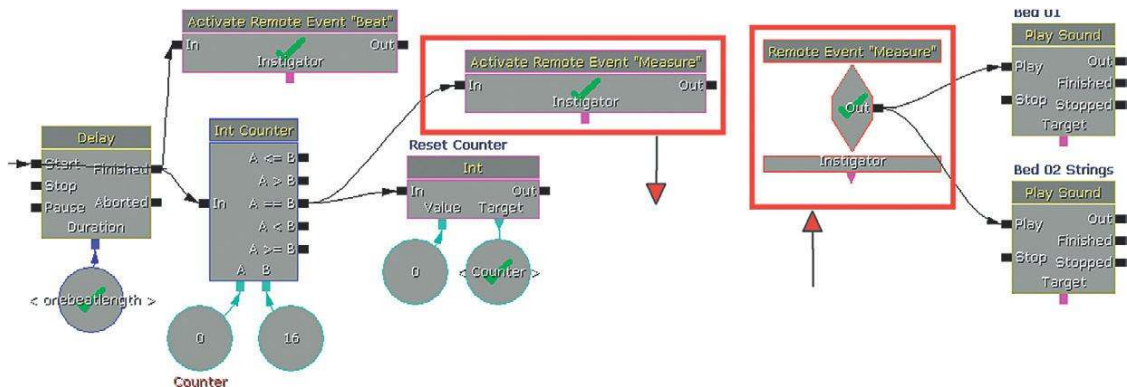 Activate Remote Event "Beat"
In Out
Instigator
Activate Remote Event "Measure"
In Out
Instigator
Remote Event "Measure"
Out
Instigator
Bed 01
Play Sound
Play Out
Finished
Stop Stopped
Target
Delay
Start Finished
Stop
Pause Aborted
Duration
< onebeatlength >
Int Counter
A <= B
A > B
In A == B
A < B
A >= B
A B
0 16
Counter
Reset Counter
Int
In Out
Value Target
0 < Counter >
Bed 02 Strings
Play Sound
Play Out
Finished
Stop Stopped
Target